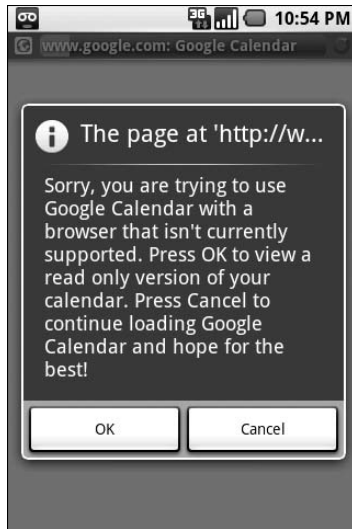 3G 10:54 PM
www.google.com: Google Calendar
The page at 'http://w...
Sorry, you are trying to use
Google Calendar with a
browser that isn't currently
supported. Press OK to view a
read only version of your
calendar. Press Cancel to
continue loading Google
Calendar and hope for the
best!
OK Cancel